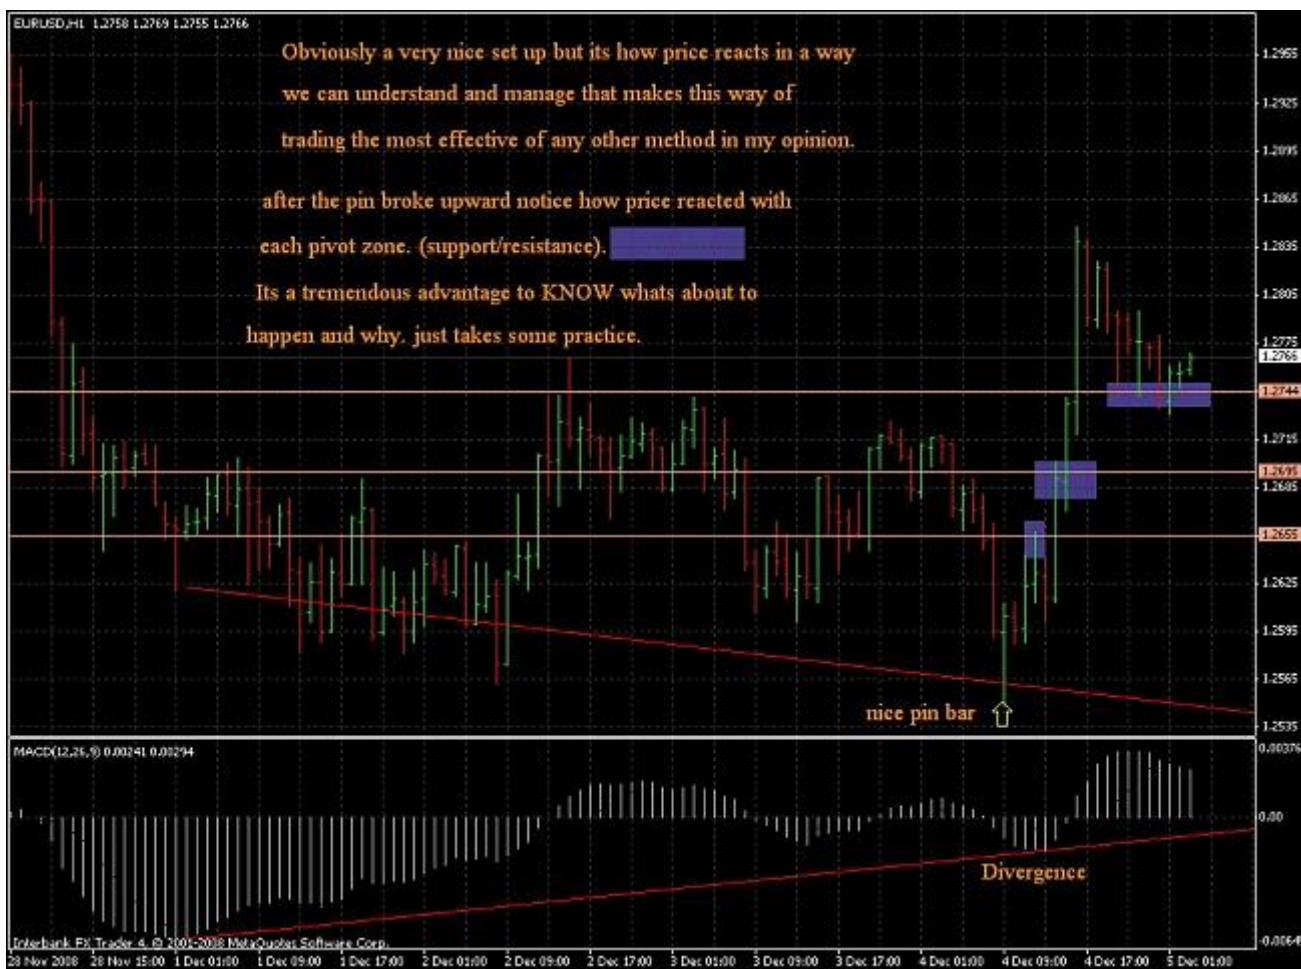 EURUSD,H1 1.2758 1.2769 1.2755 1.2766
Obviously a very nice set up but its how price reacts in a way
we can understand and manage that makes this way of
trading the most effective of any other method in my opinion.
after the pin broke upward notice how price reacted with
each pivot zone. (support/resistance).
Its a tremendous advantage to KNOW whats about to
happen and why. just takes some practice.
1.2955
1.2925
1.2895
1.2865
1.2835
1.2805
1.2775
1.2766
1.2744
1.2715
1.2695
1.2685
1.2655
1.2625
1.2595
1.2565
1.2535
nice pin bar
MACD(12,26,9) 0.00241 0.00294
0.00376
0.00
Divergence
-0.0064
Interbank FX Trader 4, © 2001-2008 MetaQuotes Software Corp.
28 Nov 2008 28 Nov 15:00 1 Dec 01:00 1 Dec 09:00 1 Dec 17:00 2 Dec 01:00 2 Dec 09:00 2 Dec 17:00 3 Dec 01:00 3 Dec 09:00 3 Dec 17:00 4 Dec 01:00 4 Dec 09:00 4 Dec 17:00 5 Dec 01:00